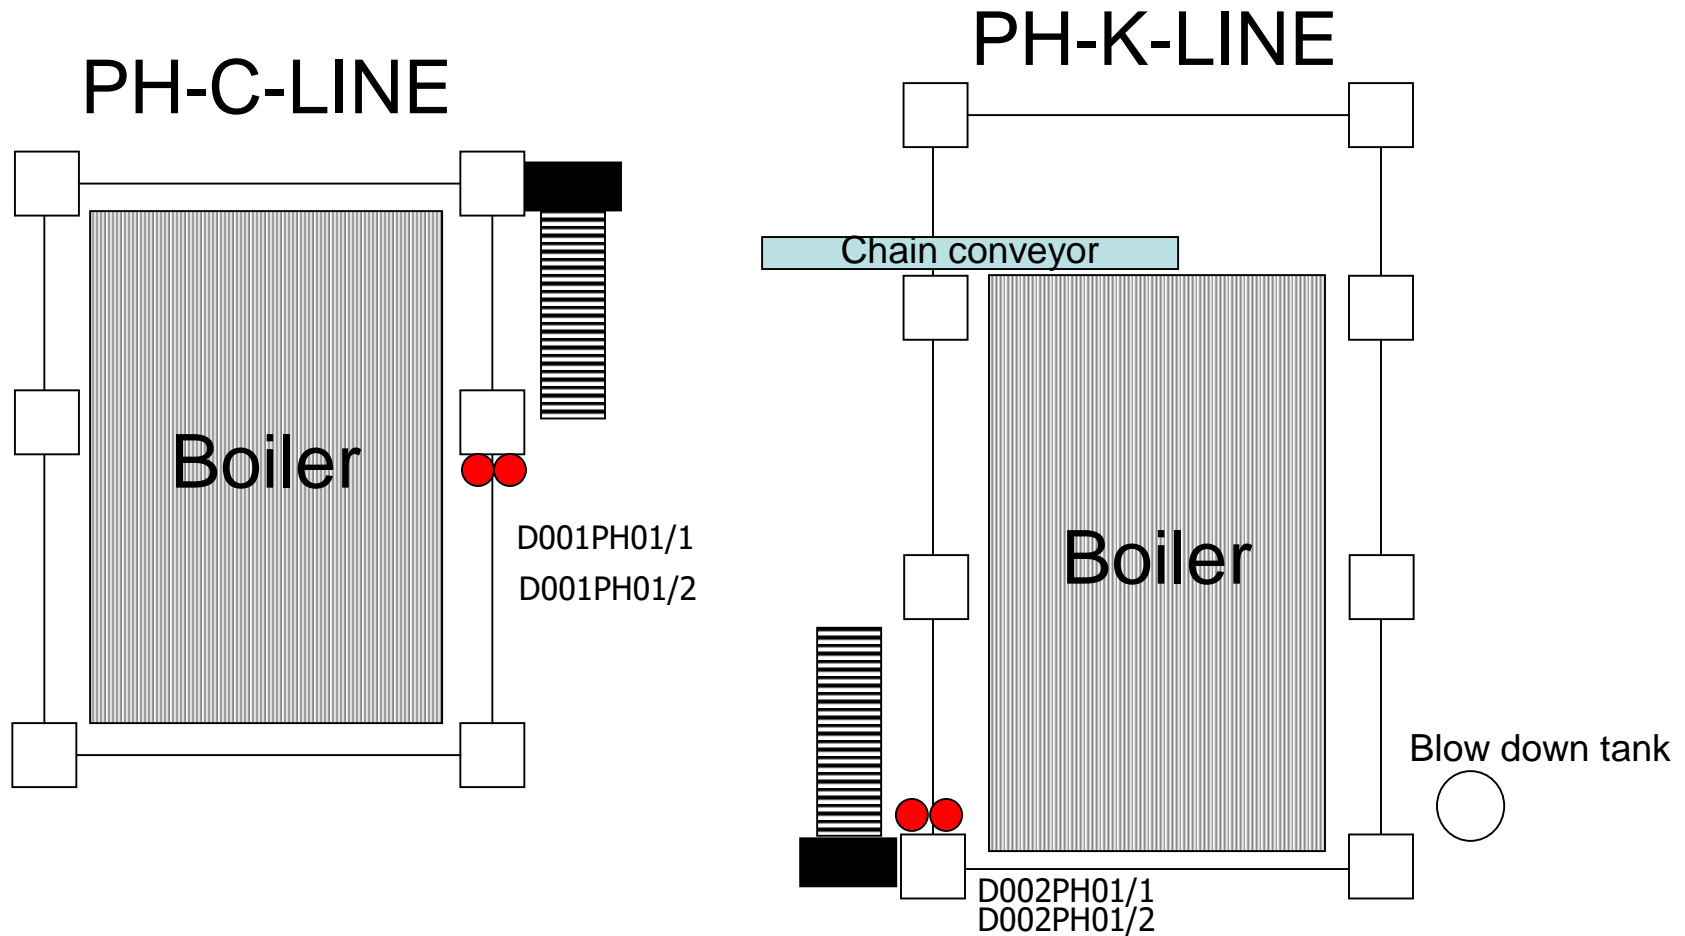 PH-C-LINE
Boiler
D001PH01/1
D001PH01/2
PH-K-LINE
Chain conveyor
Boiler
Blow down tank
D002PH01/1
D002PH01/2